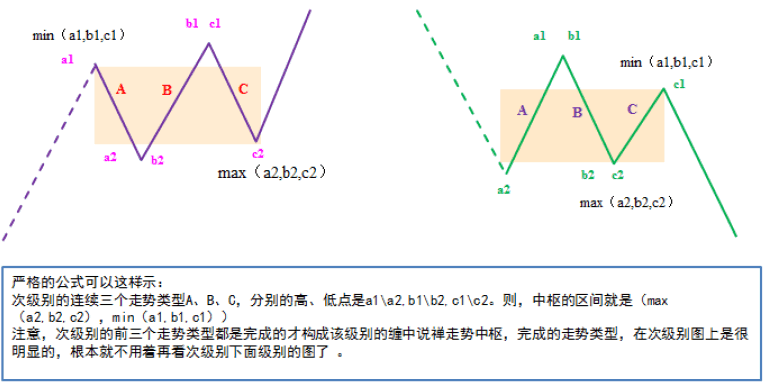 b1 c1
min（a1,b1,c1）
a1
A
B
C
a2
b2
c2
max（a2,b2,c2）
a1 b1
min（a1,b1,c1）
c1
A
B
C
a2
b2 c2
max（a2,b2,c2）
严格的公式可以这样示：
次级别的连续三个走势类型A、B、C，分别的高、低点是a1\a2,b1\b2,c1\c2。则，中枢的区间就是（max
（a2,b2,c2），min（a1,b1,c1））
注意，次级别的前三个走势类型都是完成的才构成该级别的缠中说禅走势中枢，完成的走势类型，在次级别图上是很
明显的，根本就不用着再看次级别下面级别的图了 。